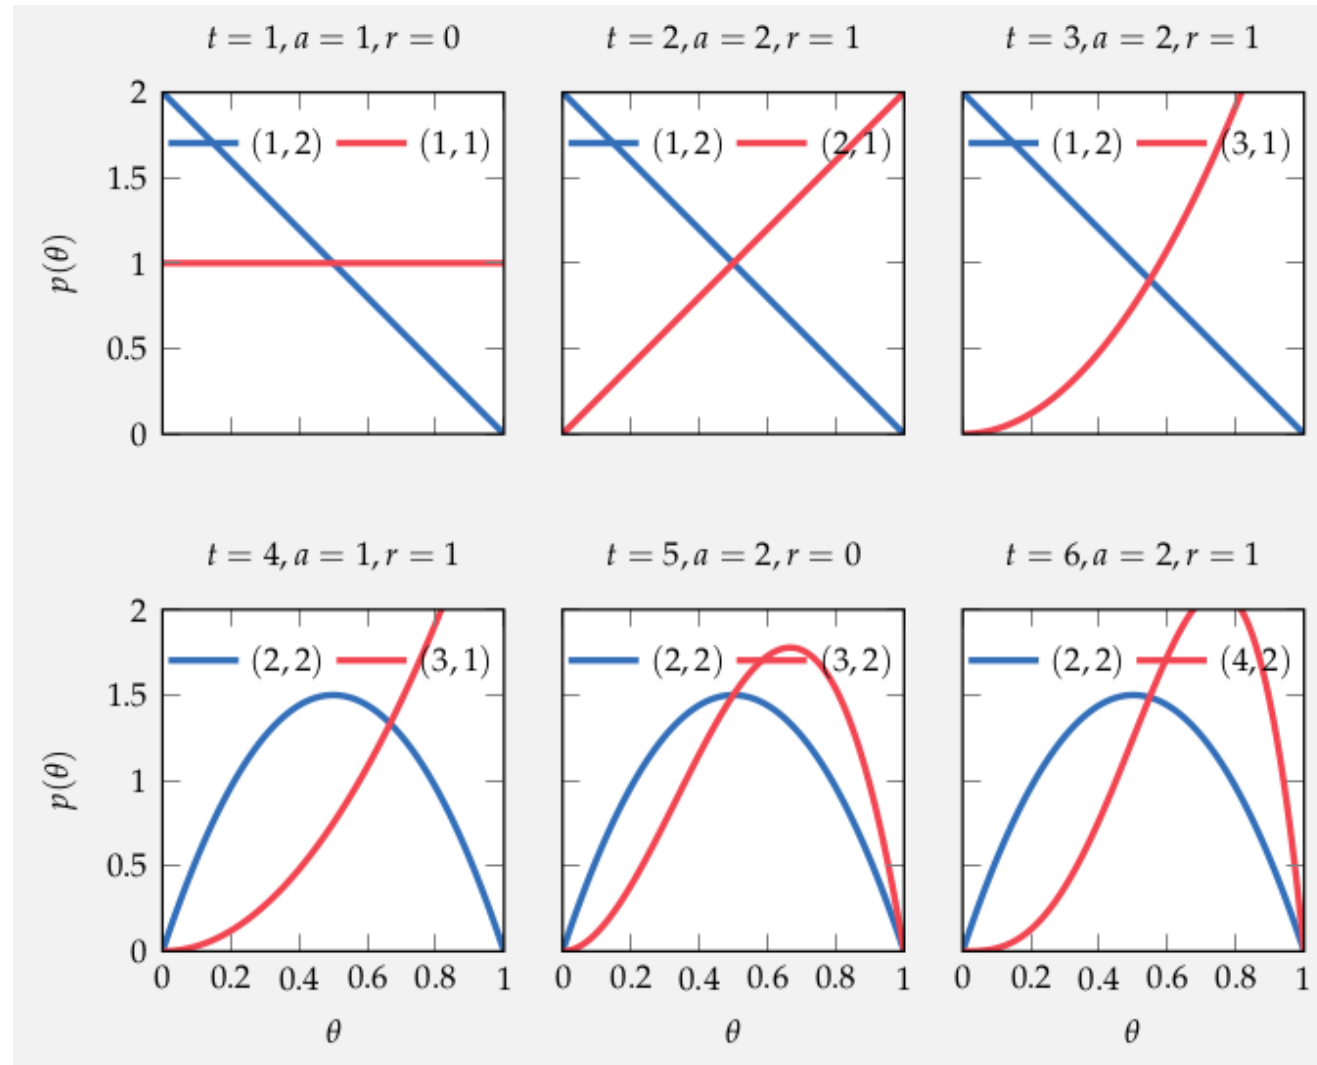 t = 1, a = 1, r = 0
t = 2, a = 2, r = 1
t = 3, a = 2, r = 1
2
1.5
1
0.5
0
p(θ)
(1, 2) (1, 1)
(1, 2) (2, 1)
(1, 2) (3, 1)
t = 4, a = 1, r = 1
t = 5, a = 2, r = 0
t = 6, a = 2, r = 1
2
1.5
1
0.5
0
p(θ)
(2, 2) (3, 1)
(2, 2) (3, 2)
(2, 2) (4, 2)
0 0.2 0.4 0.6 0.8 1
0 0.2 0.4 0.6 0.8 1
0 0.2 0.4 0.6 0.8 1
θ
θ
θ